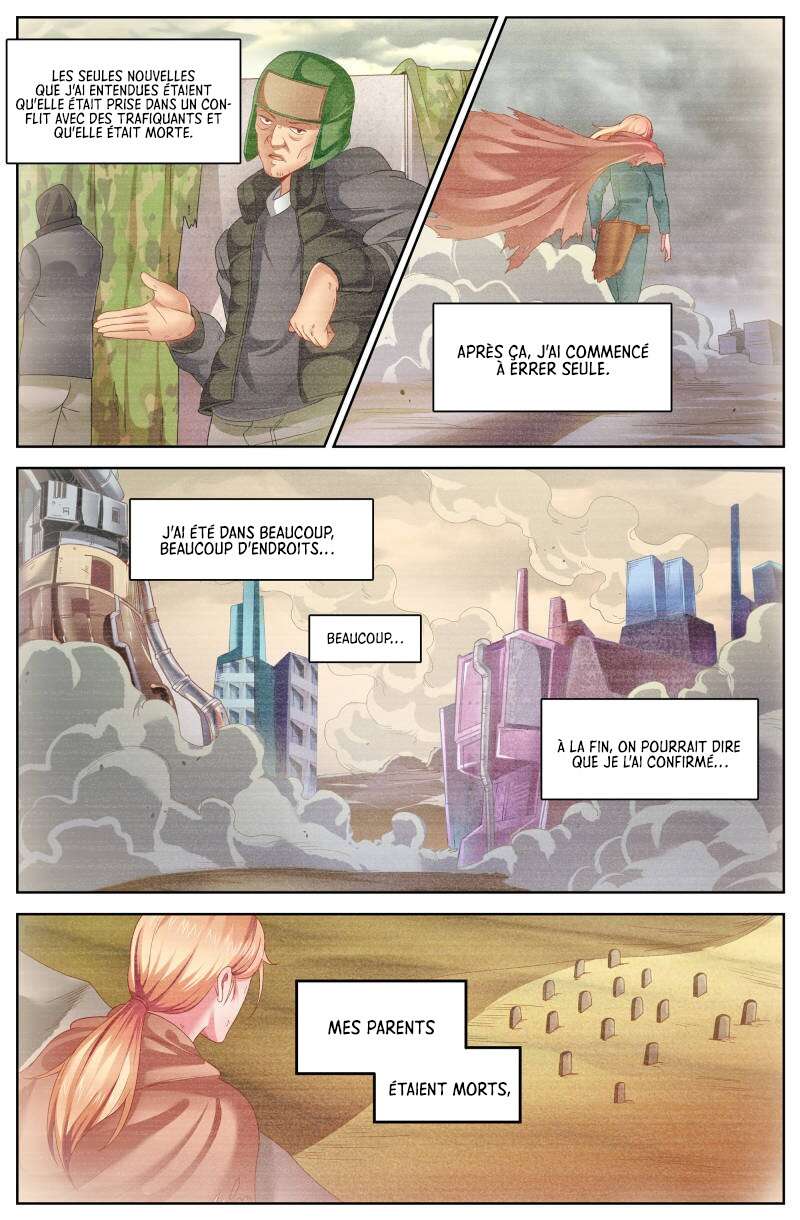 LES SEULES NOUVELLES
QUE J'AI ENTENDUES ÉTAIENT
QU'ELLE ÉTAIT PRISE DANS UN CON-
FLIT AVEC DES TRAFIQUANTS ET
QU'ELLE ÉTAIT MORTE.
APRÈS ÇA, J'AI COMMENCÉ
À ERRER SEULE.
J'AI ÉTÉ DANS BEAUCOUP,
BEAUCOUP D'ENDROITS...
BEAUCOUP...
À LA FIN, ON POURRAIT DIRE
QUE JE L'AI CONFIRMÉ...
MES PARENTS
ÉTAIENT MORTS,